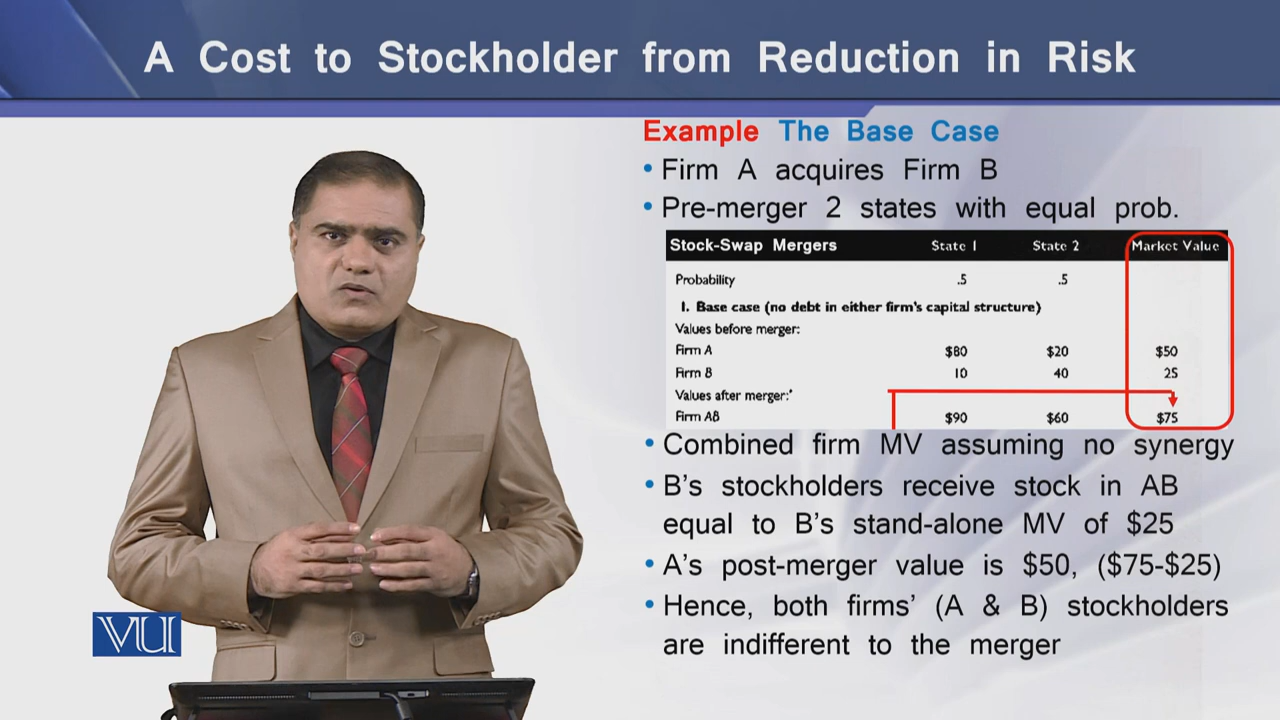 A Cost to Stockholder from Reduction in Risk
Example The Base Case
• Firm A acquires Firm B
• Pre-merger 2 states with equal prob.
Stock-Swap Mergers State 1 State 2 Market Value
Probability .5 .5
1. Base case (no debt in either firm's capital structure)
Values before merger:
Firm A $80 $20 $50
Firm B 10 40 25
Values after merger:*
Firm AB $90 $60 $75
• Combined firm MV assuming no synergy
• B's stockholders receive stock in AB
equal to B's stand-alone MV of $25
• A's post-merger value is $50, ($75-$25)
• Hence, both firms' (A & B) stockholders
are indifferent to the merger
VU